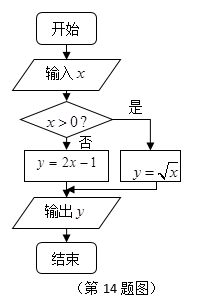 开始
输入 x
x>0?
是
否
y = 2x−1
y = √x
输出 y
结束
（第 14 题图）